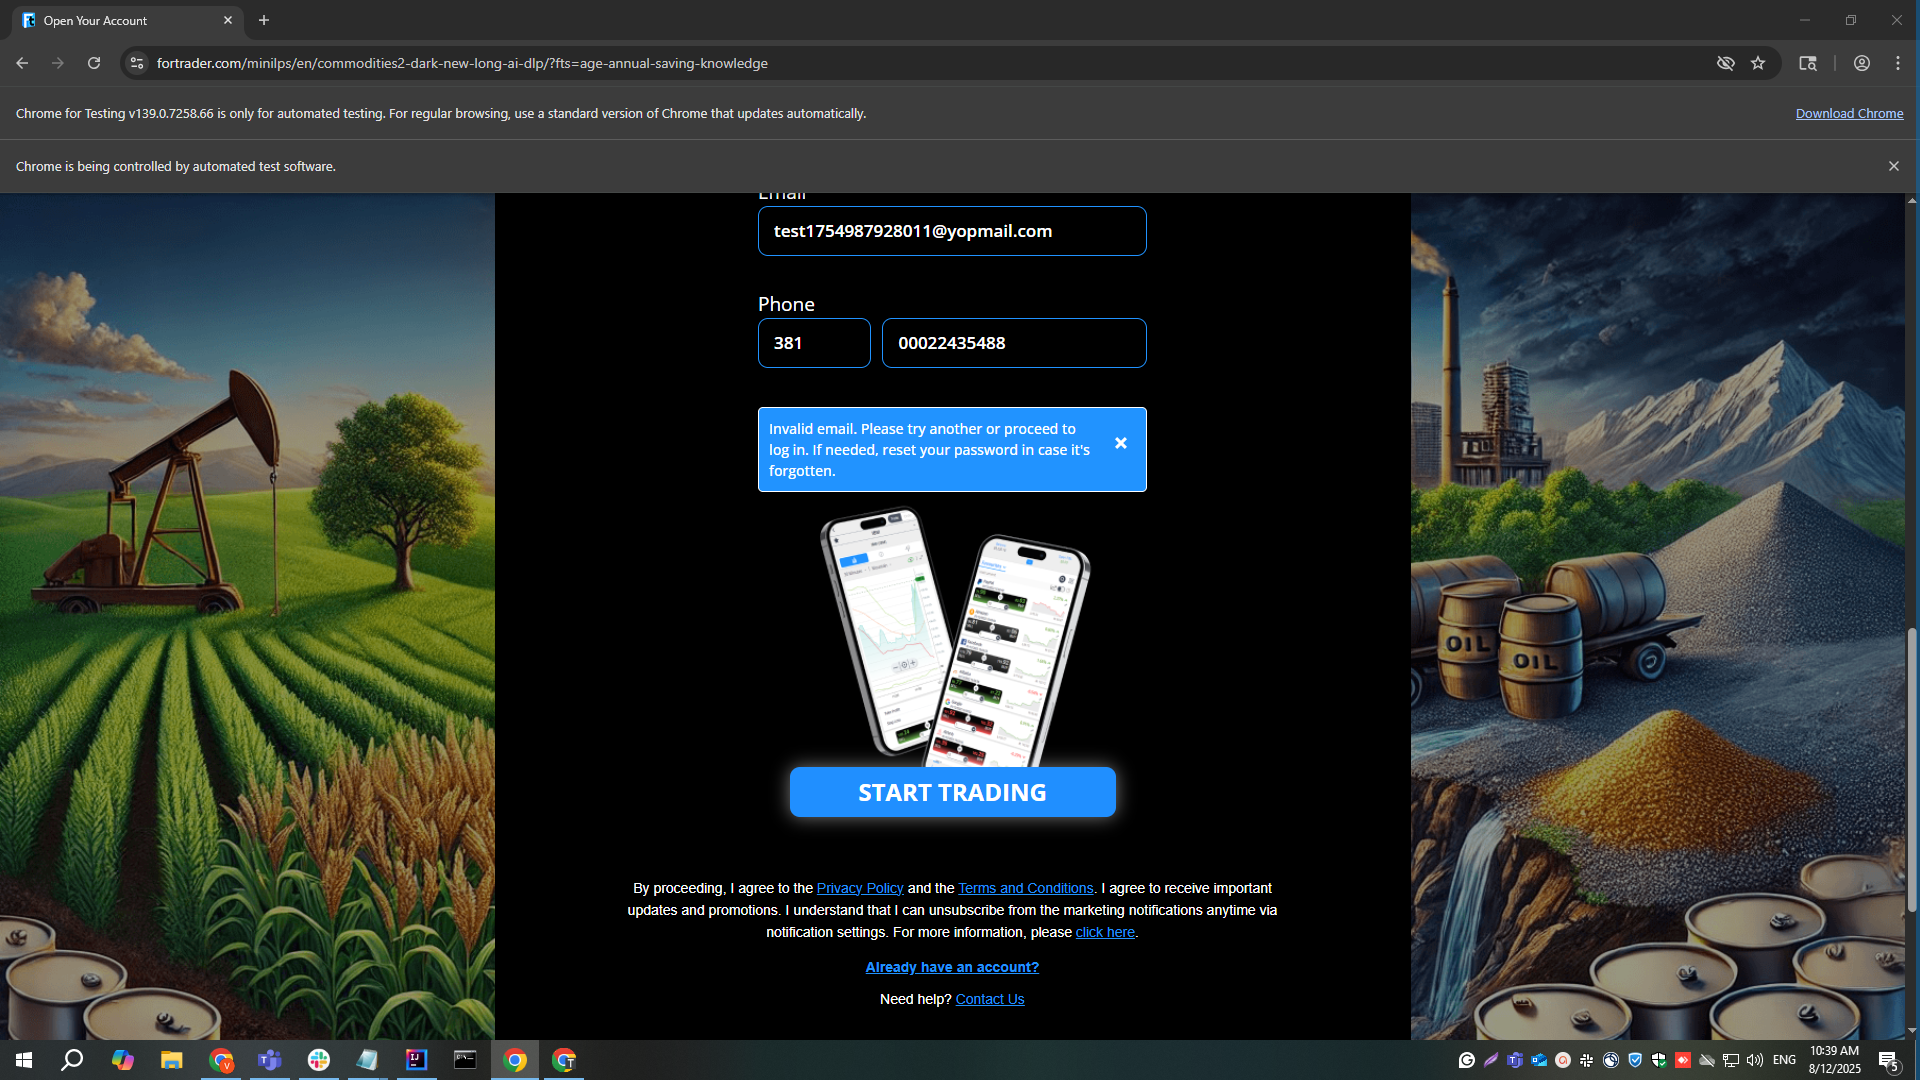 Open Your Account
fortrader.com/minilps/en/commodities2-dark-new-long-ai-dlp/?fts=age-annual-saving-knowledge
Chrome for Testing v139.0.7258.66 is only for automated testing. For regular browsing, use a standard version of Chrome that updates automatically.
Download Chrome
Chrome is being controlled by automated test software.
Email
test1754987928011@yopmail.com
Phone
381
00022435488
Invalid email. Please try another or proceed to
log in. If needed, reset your password in case it's
forgotten.
OIL
OIL
START TRADING
By proceeding, I agree to the Privacy Policy and the Terms and Conditions. I agree to receive important
updates and promotions. I understand that I can unsubscribe from the marketing notifications anytime via
notification settings. For more information, please click here.
Already have an account?
Need help? Contact Us
ENG
10:39 AM
8/12/2025
5